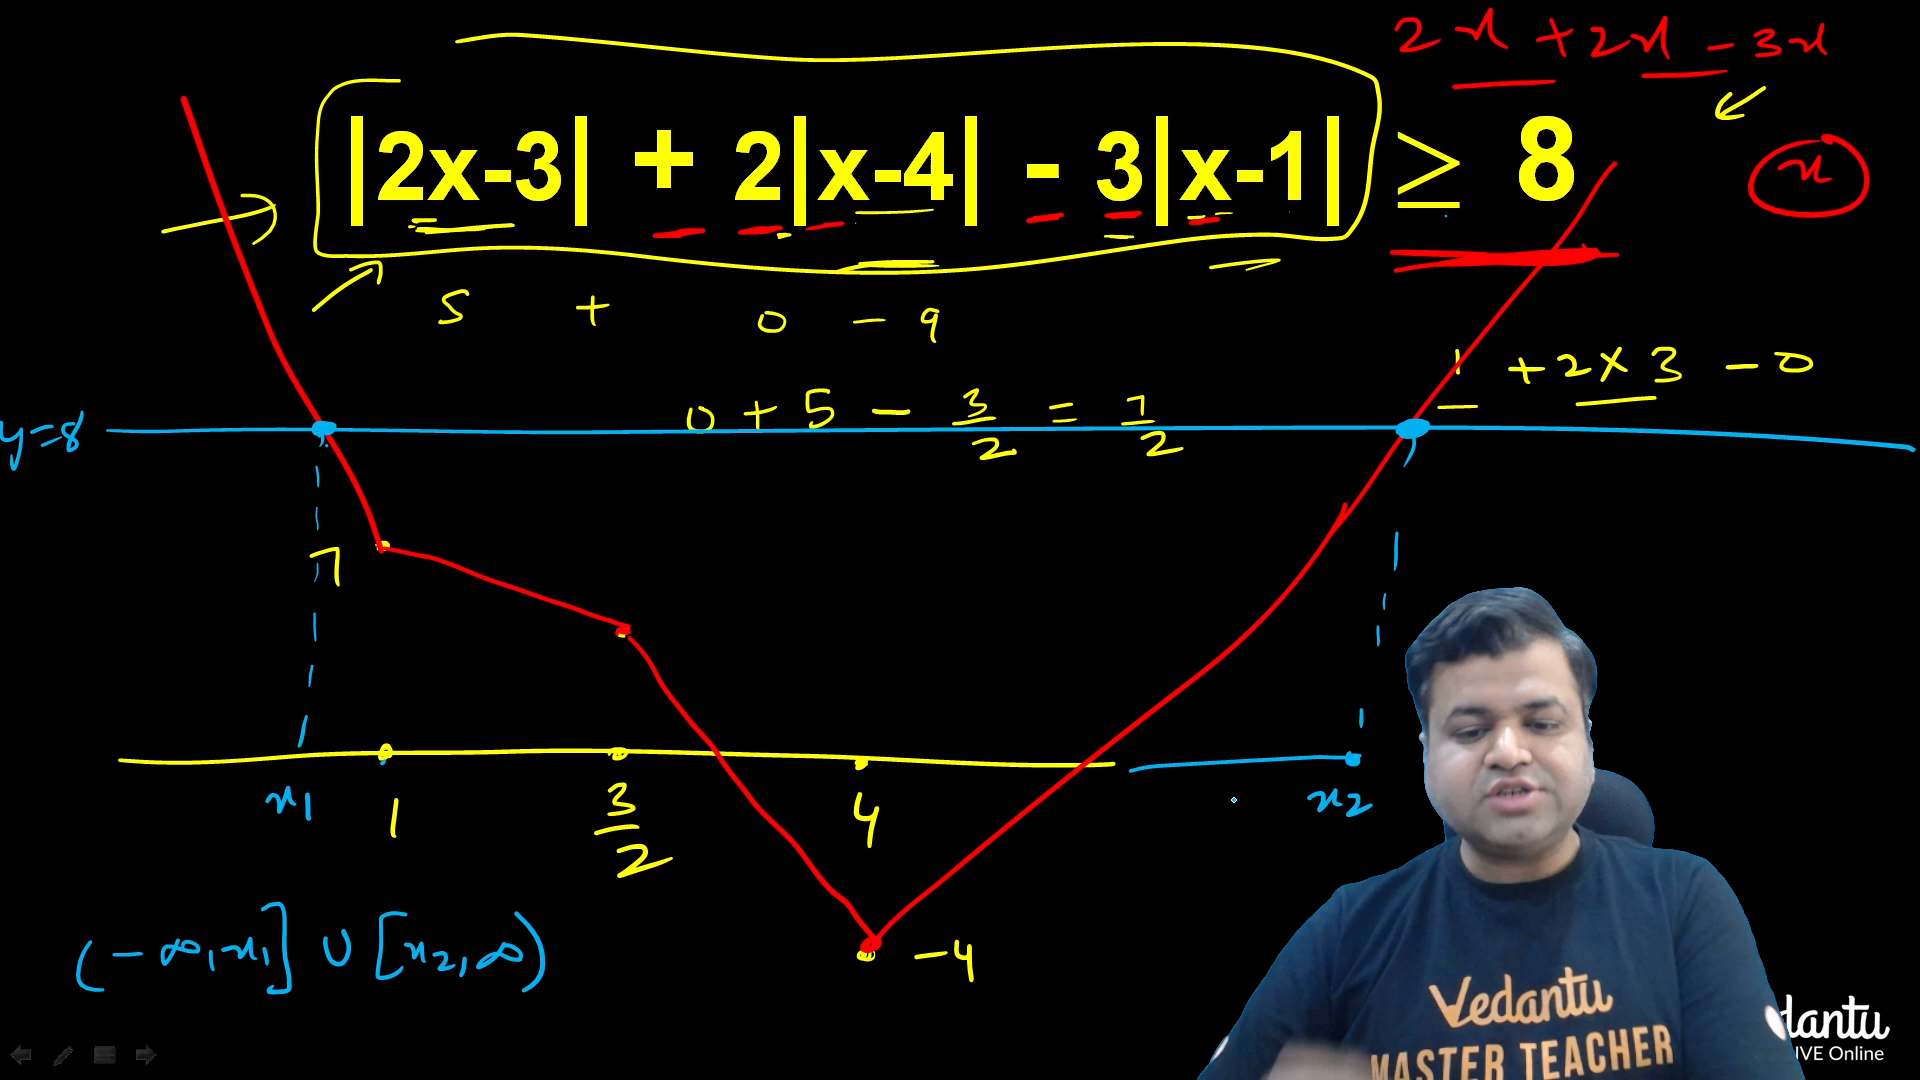 2x + 2x - 3x
|2x-3| + 2|x-4| - 3|x-1| ≥ 8
x
5 + 0 - 9
1 + 2 × 3 - 0
0 + 5 - 3/2 = 7/2
y=8
7
x1 1 3/2 4 x2
(-∞, x1] ∪ [x2, ∞)
-4
Vedantu
MASTER TEACHER
dantu
IVE Online